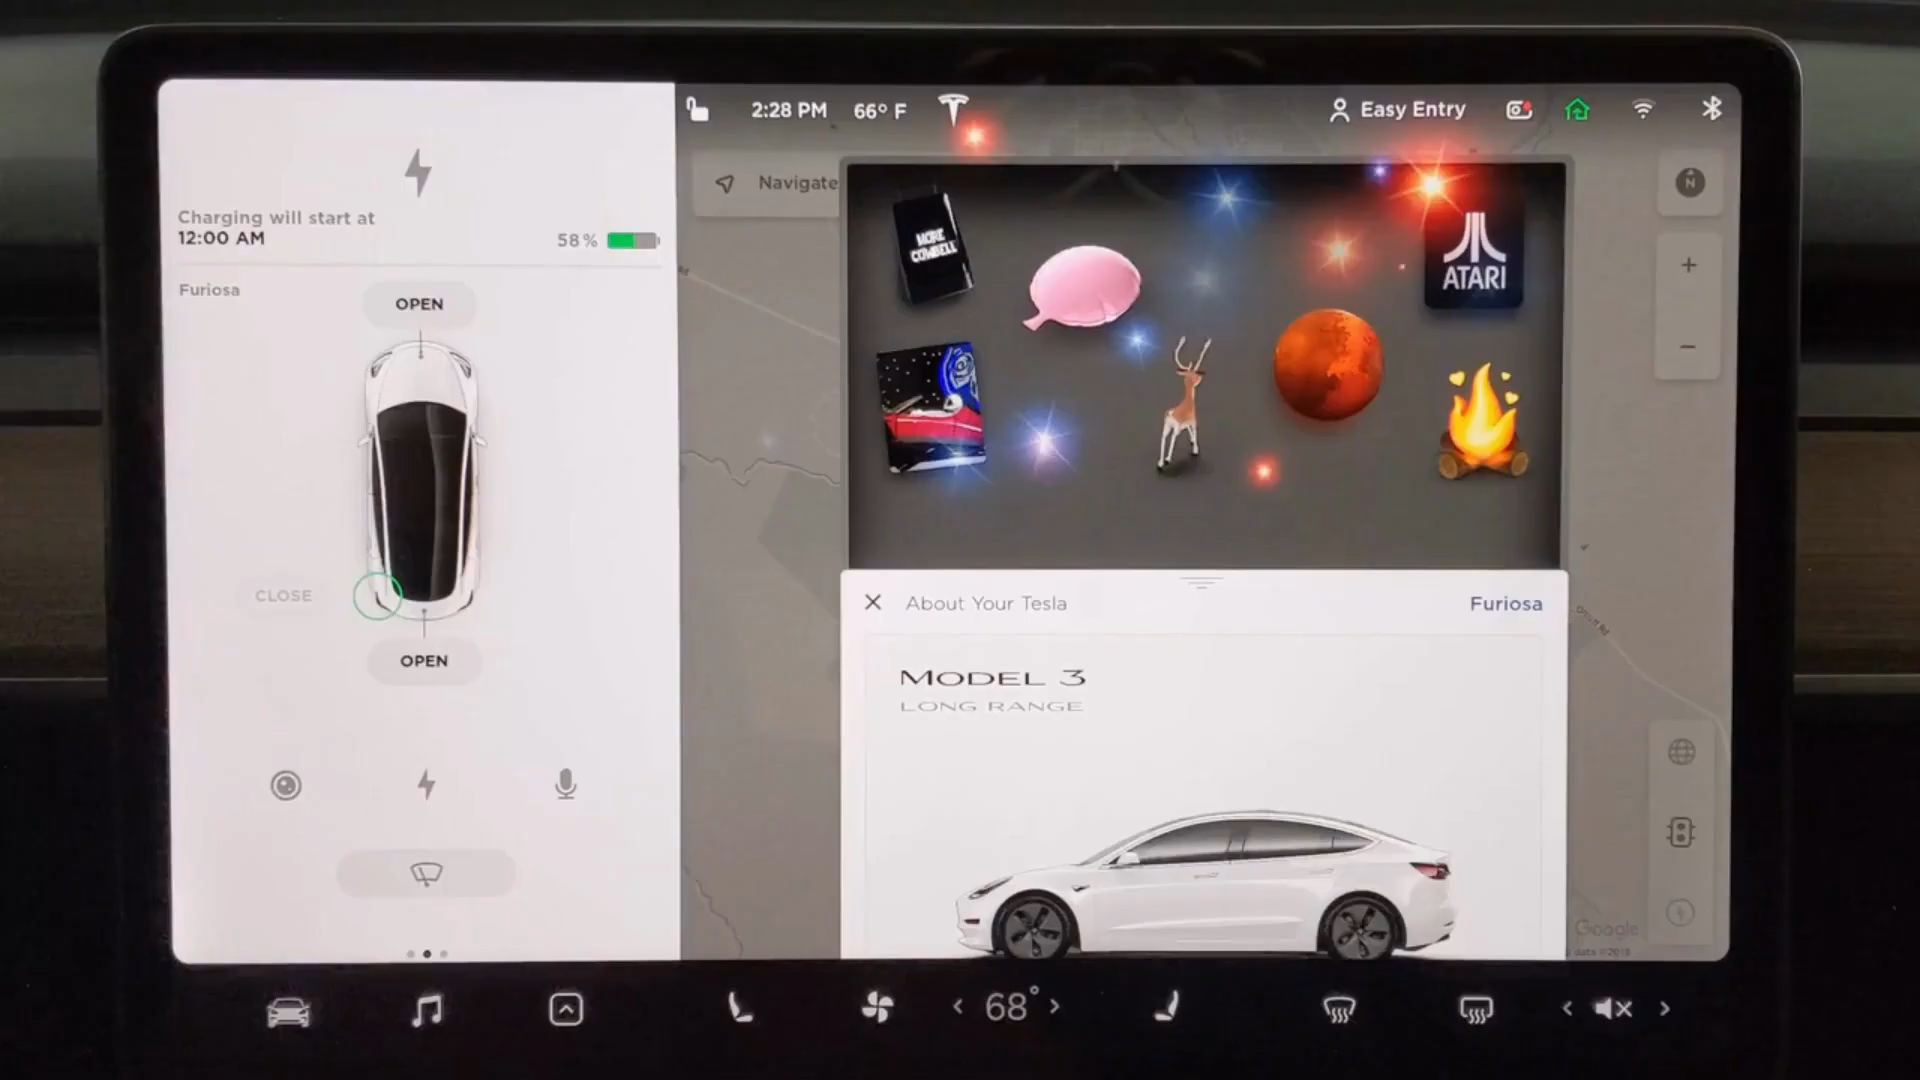 2:28 PM 66° F
Easy Entry
Charging will start at
12:00 AM
58%
Furiosa
OPEN
CLOSE
OPEN
Navigate
N
MORE
COWBELL
ATARI
About Your Tesla
Furiosa
MODEL 3
LONG RANGE
Google
68°